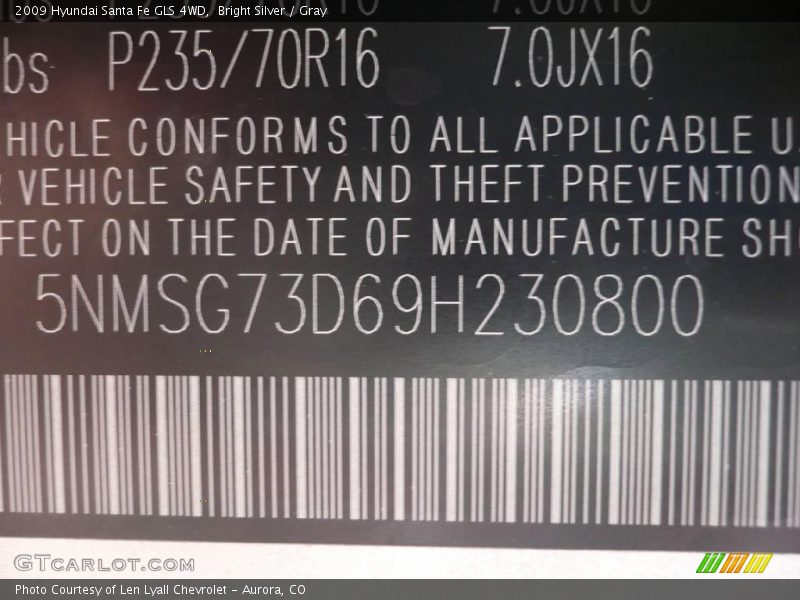 2009 Hyundai Santa Fe GLS 4WD, Bright Silver / Gray
bs P235/70R16 7.0JX16
HICLE CONFORMS TO ALL APPLICABLE U.
VEHICLE SAFETY AND THEFT PREVENTION
FECT ON THE DATE OF MANUFACTURE SH
5NMSG73D69H230800
GTCARLOT.COM
Photo Courtesy of Len Lyall Chevrolet - Aurora, CO